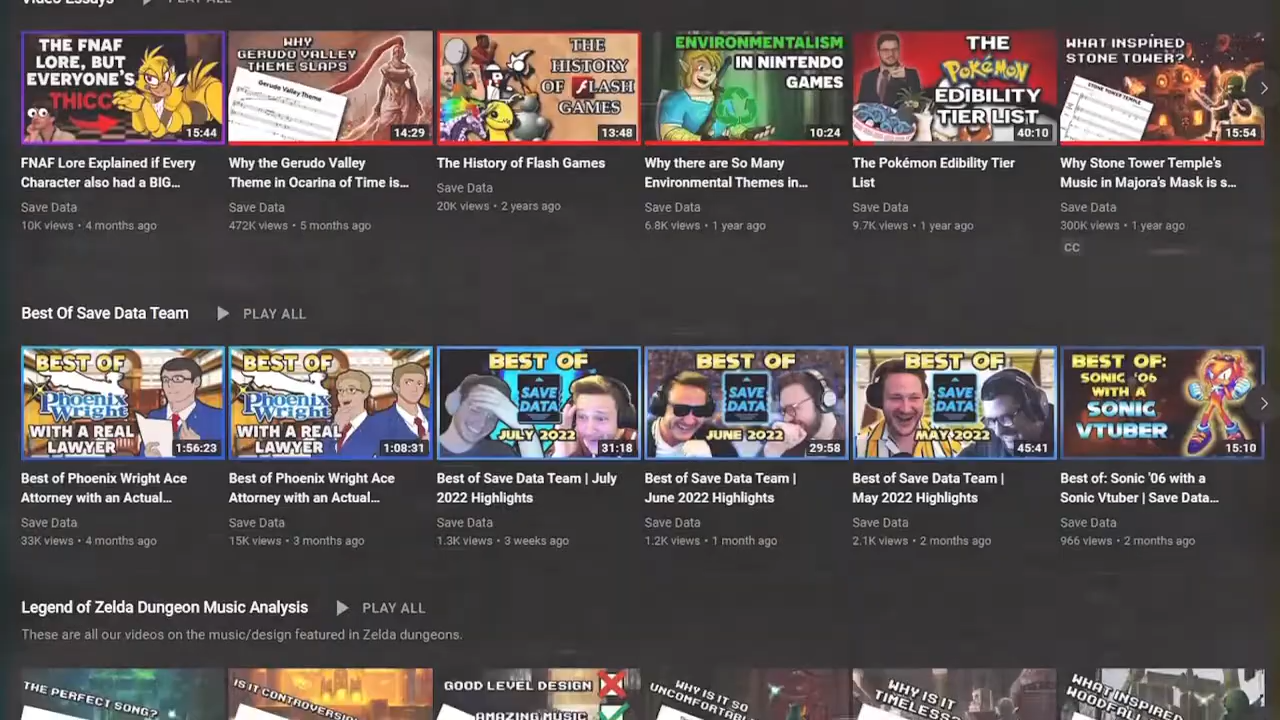 Video Essays PLAY ALL
THE FNAF
LORE, BUT
EVERYONE'S
THICC
15:44
WHY
GERUDO VALLEY
THEME SLAPS
Gerudo Valley Theme
14:29
THE
HISTORY
OF FLASH
GAMES
13:48
ENVIRONMENTALISM
IN NINTENDO
GAMES
10:24
THE
POKéMON
EDIBILITY
TIER LIST
40:10
WHAT INSPIRED
STONE TOWER?
STONE TOWER TEMPLE
15:54
FNAF Lore Explained if Every
Character also had a BIG...
Save Data
10K views • 4 months ago
Why the Gerudo Valley
Theme in Ocarina of Time is...
Save Data
472K views • 5 months ago
The History of Flash Games
Save Data
20K views • 2 years ago
Why there are So Many
Environmental Themes in...
Save Data
6.8K views • 1 year ago
The Pokémon Edibility Tier
List
Save Data
9.7K views • 1 year ago
Why Stone Tower Temple's
Music in Majora's Mask is s...
Save Data
300K views • 1 year ago
CC
Best Of Save Data Team PLAY ALL
BEST OF
Phoenix
Wright
WITH A REAL
LAWYER
1:56:23
BEST OF
Phoenix
Wright
WITH A REAL
LAWYER
1:08:31
BEST OF
SAVE
DATA
JULY 2022
31:18
BEST OF
SAVE
DATA
JUNE 2022
29:58
BEST OF
SAVE
DATA
MAY 2022
45:41
BEST OF:
SONIC '06
WITH A
SONIC
VTUBER
15:10
Best of Phoenix Wright Ace
Attorney with an Actual...
Save Data
33K views • 4 months ago
Best of Phoenix Wright Ace
Attorney with an Actual...
Save Data
15K views • 3 months ago
Best of Save Data Team | July
2022 Highlights
Save Data
1.3K views • 3 weeks ago
Best of Save Data Team |
June 2022 Highlights
Save Data
1.2K views • 1 month ago
Best of Save Data Team |
May 2022 Highlights
Save Data
2.1K views • 2 months ago
Best of: Sonic '06 with a
Sonic Vtuber | Save Data...
Save Data
966 views • 2 months ago
Legend of Zelda Dungeon Music Analysis PLAY ALL
These are all our videos on the music/design featured in Zelda dungeons.
THE PERFECT SONG?
IS IT CONTROVERSIAL
GOOD LEVEL DESIGN
AMAZING MUSIC
WHY IS IT SO
UNCOMFORTABLE
WHY IS IT
TIMELESS
WHAT INSPIRED
WOODFALL